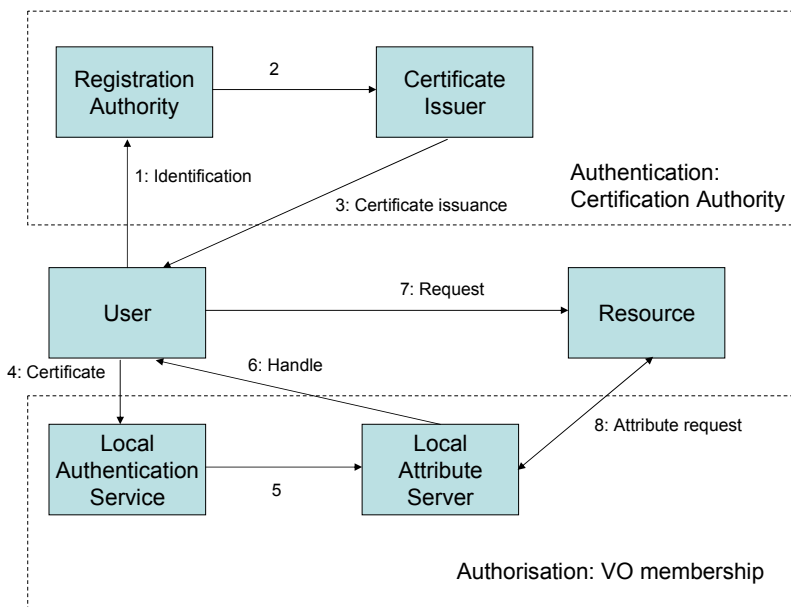 Registration
Authority
2
Certificate
Issuer
1: Identification
Authentication:
Certification Authority
3: Certificate issuance
User
7: Request
Resource
4: Certificate
6: Handle
8: Attribute request
Local
Authentication
Service
5
Local
Attribute
Server
Authorisation: VO membership